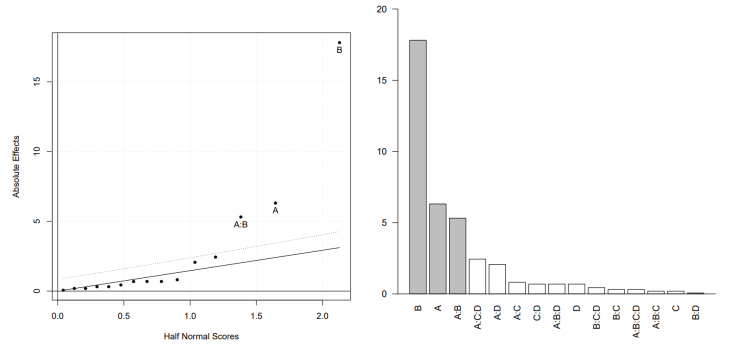 Absolute Effects
15
10
5
0
B
A
A:B
0.0 0.5 1.0 1.5 2.0
Half Normal Scores
20
15
10
5
0
B A A:B A:C:D A:D A:C C:D A:B:D D B:C:D B:C A:B:C:D A:B:C C B:D